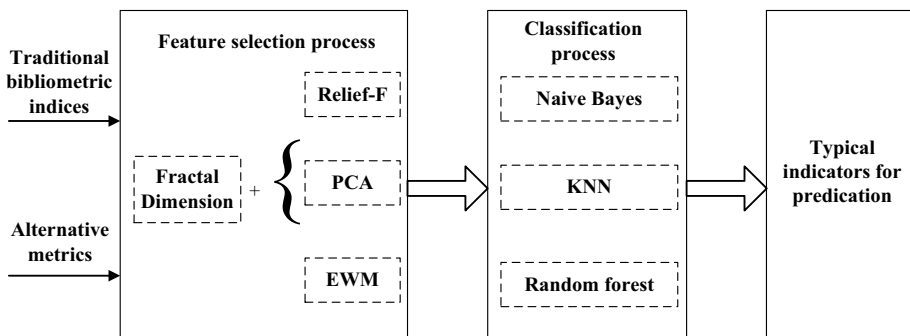 Traditional
bibliometric
indices
Alternative
metrics
Feature selection process
Relief-F
Fractal
Dimension
+
{
PCA
EWM
Classification
process
Naive Bayes
KNN
Random forest
Typical
indicators for
predication